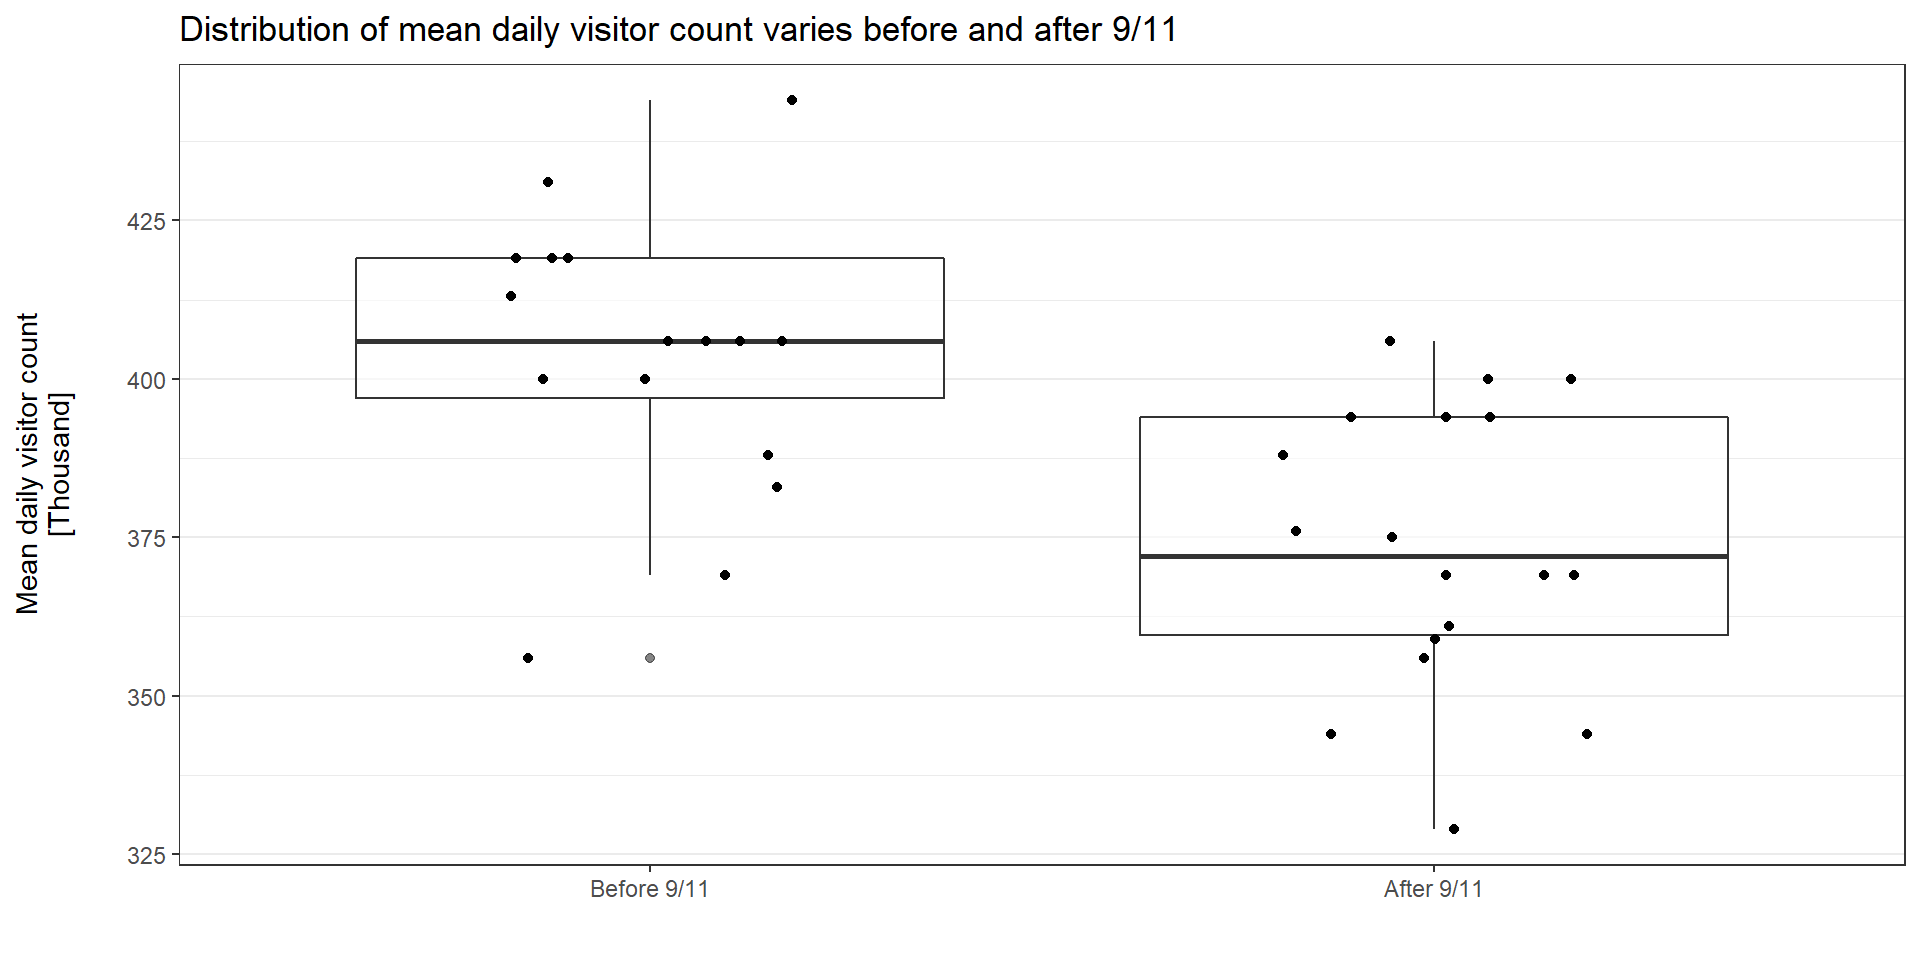 Distribution of mean daily visitor count varies before and after 9/11
Mean daily visitor count
[Thousand]
425
400
375
350
325
Before 9/11
After 9/11